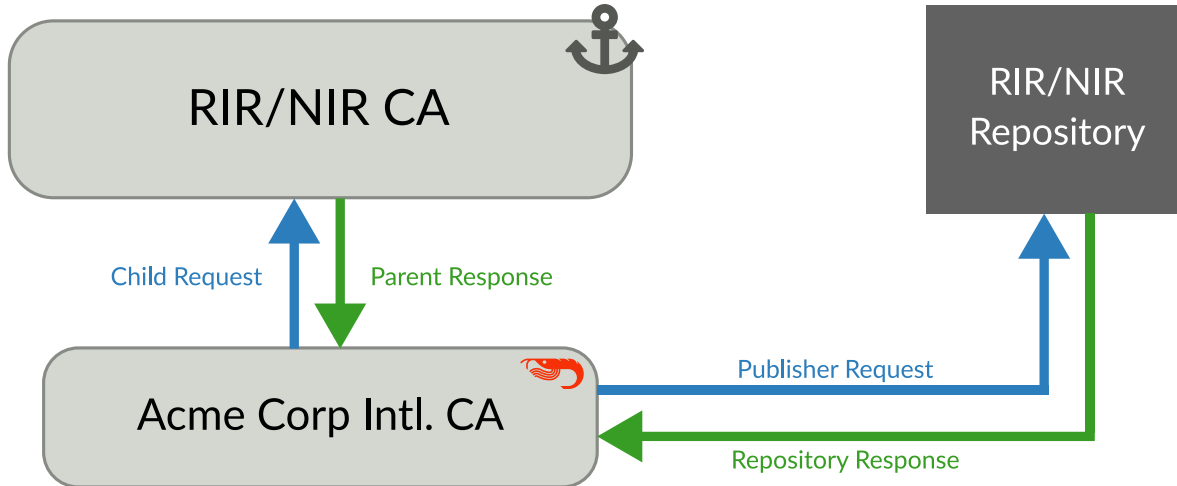 RIR/NIR CA
RIR/NIR
Repository
Child Request
Parent Response
Publisher Request
Acme Corp Intl. CA
Repository Response